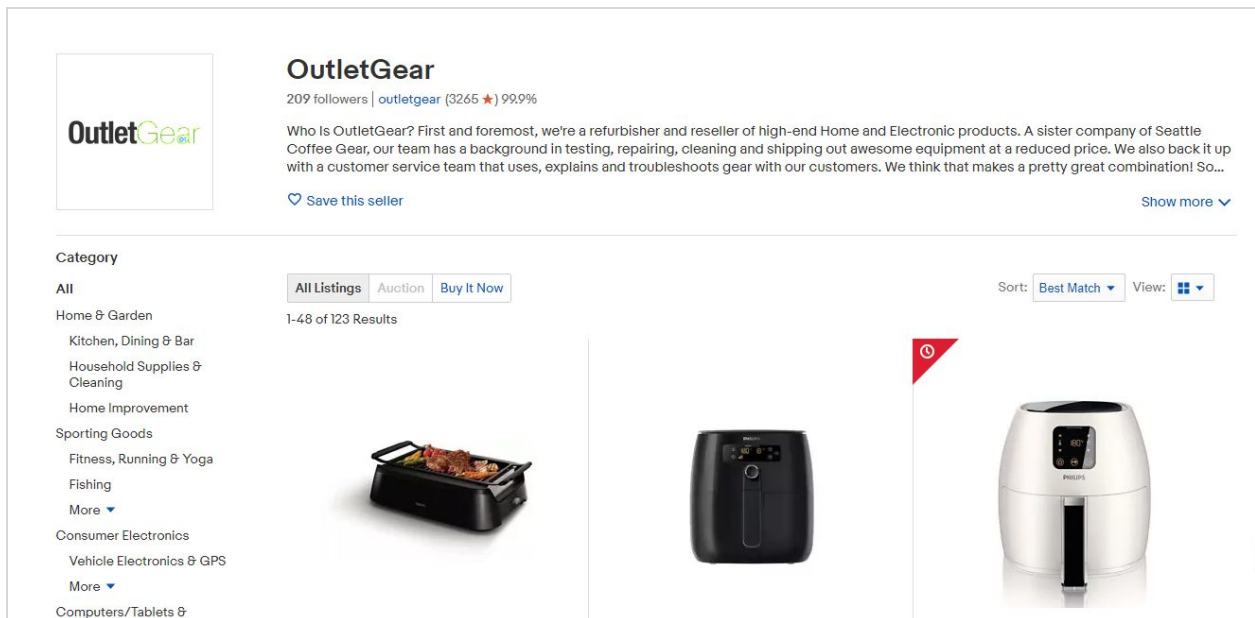 OutletGear
OutletGear
209 followers | outletgear (3265 ★) 99.9%
Who Is OutletGear? First and foremost, we're a refurbisher and reseller of high-end Home and Electronic products. A sister company of Seattle
Coffee Gear, our team has a background in testing, repairing, cleaning and shipping out awesome equipment at a reduced price. We also back it up
with a customer service team that uses, explains and troubleshoots gear with our customers. We think that makes a pretty great combination! So...
Save this seller
Show more
Category
All
Home & Garden
Kitchen, Dining & Bar
Household Supplies &
Cleaning
Home Improvement
Sporting Goods
Fitness, Running & Yoga
Fishing
More
Consumer Electronics
Vehicle Electronics & GPS
More
Computers/Tablets &
All Listings Auction Buy It Now
Sort: Best Match View:
1-48 of 123 Results
PHILIPS
180°
PHILIPS